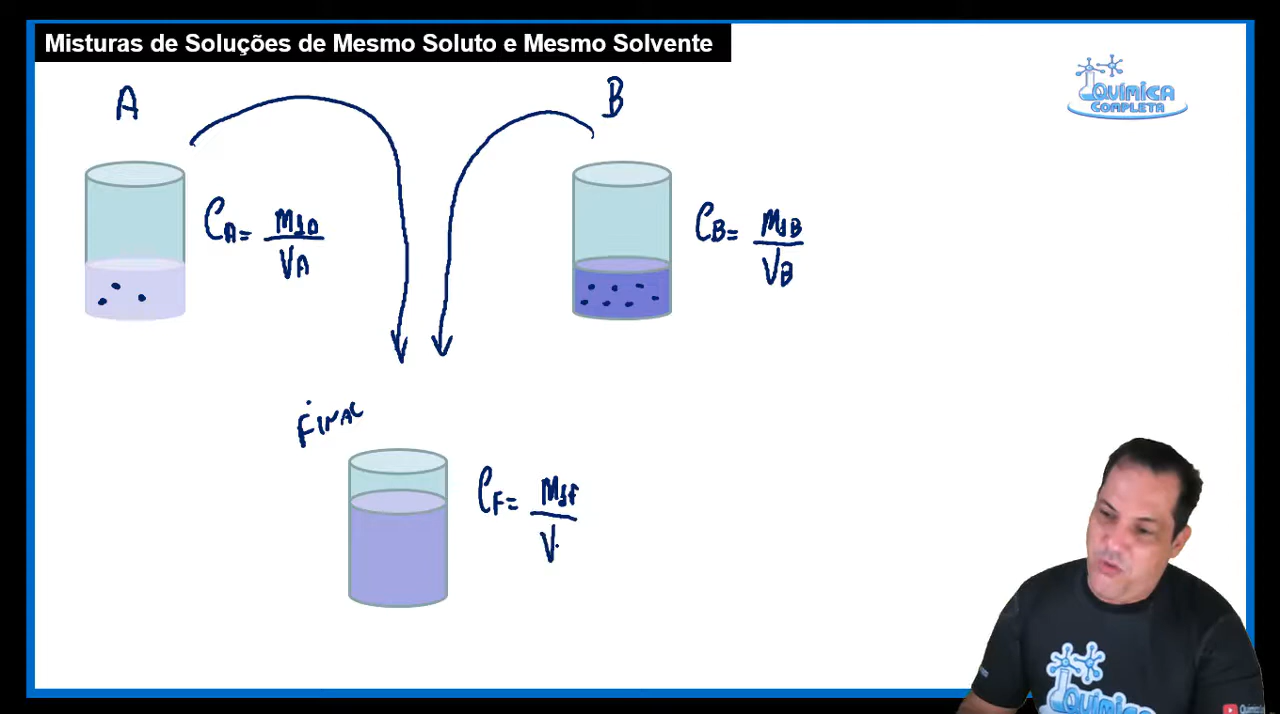 Misturas de Soluções de Mesmo Soluto e Mesmo Solvente
QUÍMICA
COMPLETA
A
B
CA = m1A
VA
CB = m1B
VB
FINAL
CF = m1F
V
QUÍMICA